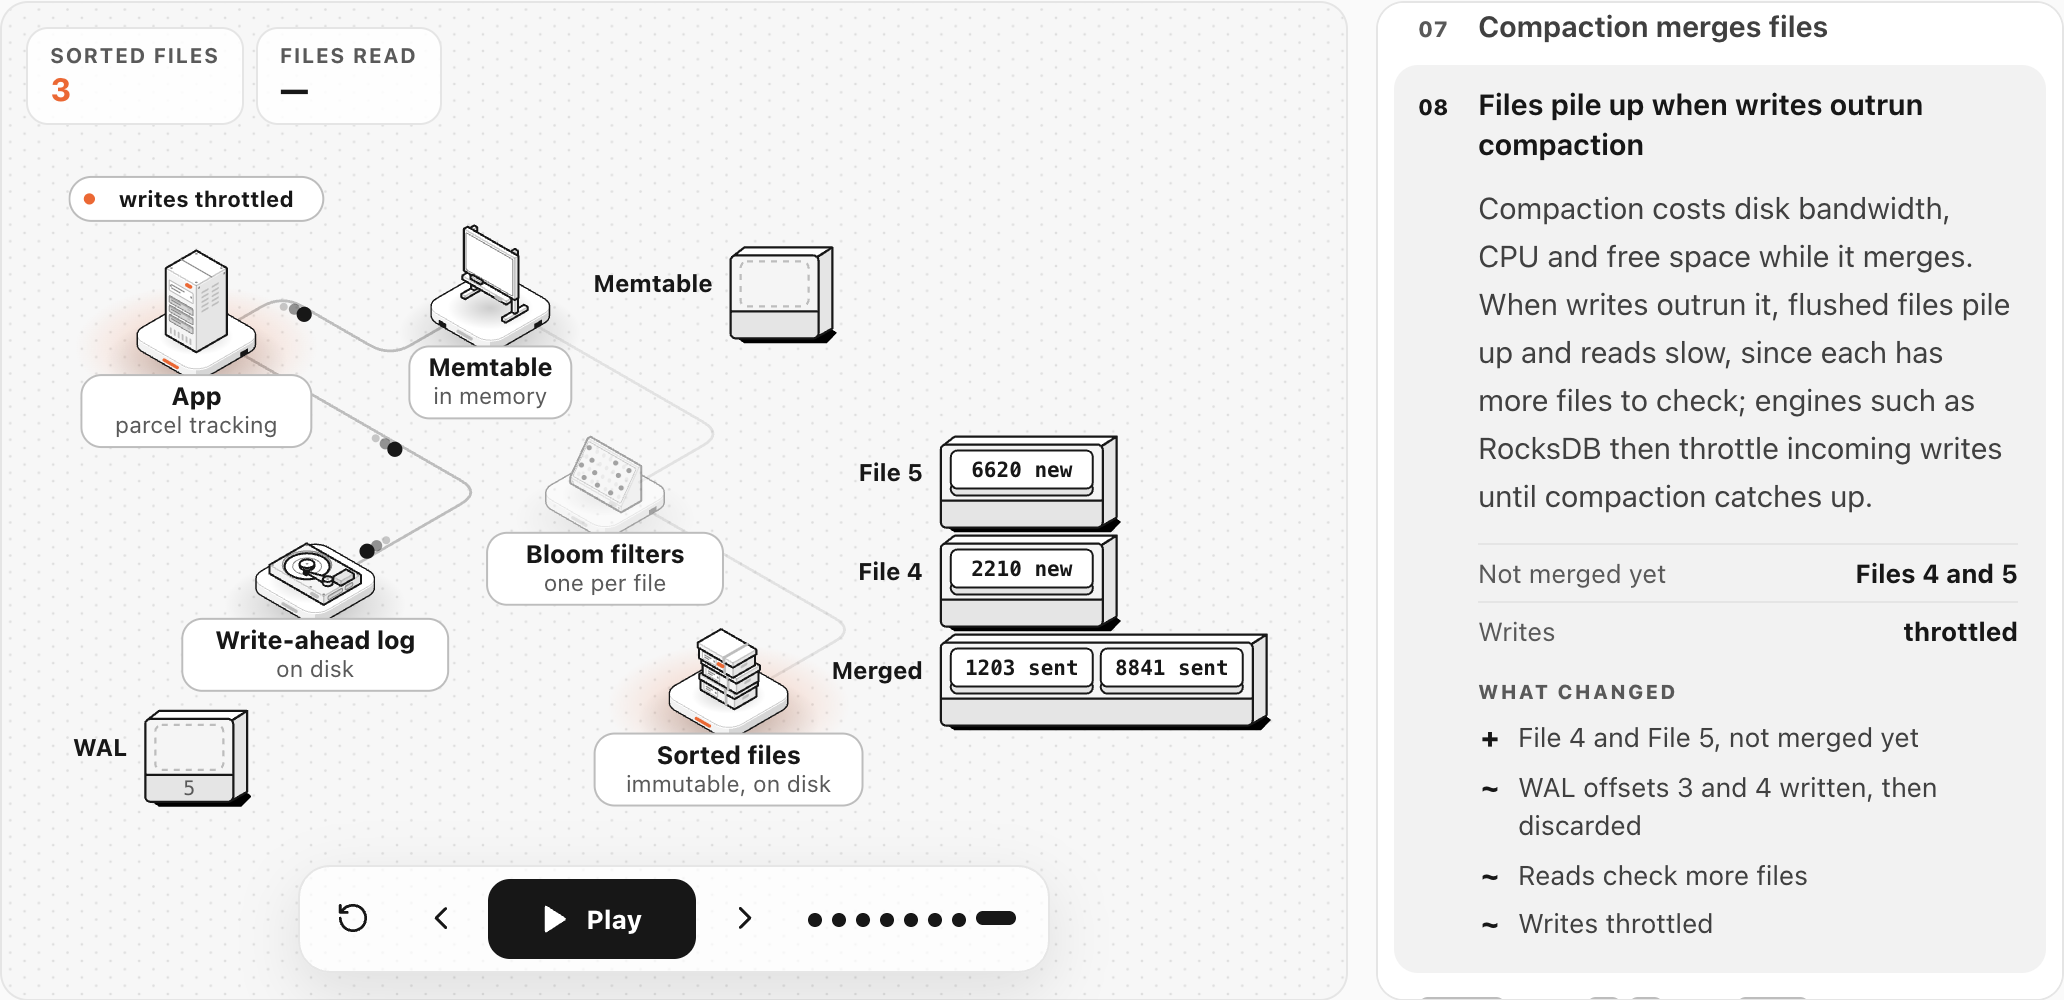 SORTED FILES
3
FILES READ
—
writes throttled
App
parcel tracking
Memtable
in memory
Memtable
Bloom filters
one per file
Write-ahead log
on disk
WAL
5
Sorted files
immutable, on disk
File 5
6620 new
File 4
2210 new
Merged
1203 sent
8841 sent
Play
07 Compaction merges files
08 Files pile up when writes outrun
compaction
Compaction costs disk bandwidth,
CPU and free space while it merges.
When writes outrun it, flushed files pile
up and reads slow, since each has
more files to check; engines such as
RocksDB then throttle incoming writes
until compaction catches up.
Not merged yet Files 4 and 5
Writes throttled
WHAT CHANGED
+ File 4 and File 5, not merged yet
~ WAL offsets 3 and 4 written, then
discarded
~ Reads check more files
~ Writes throttled